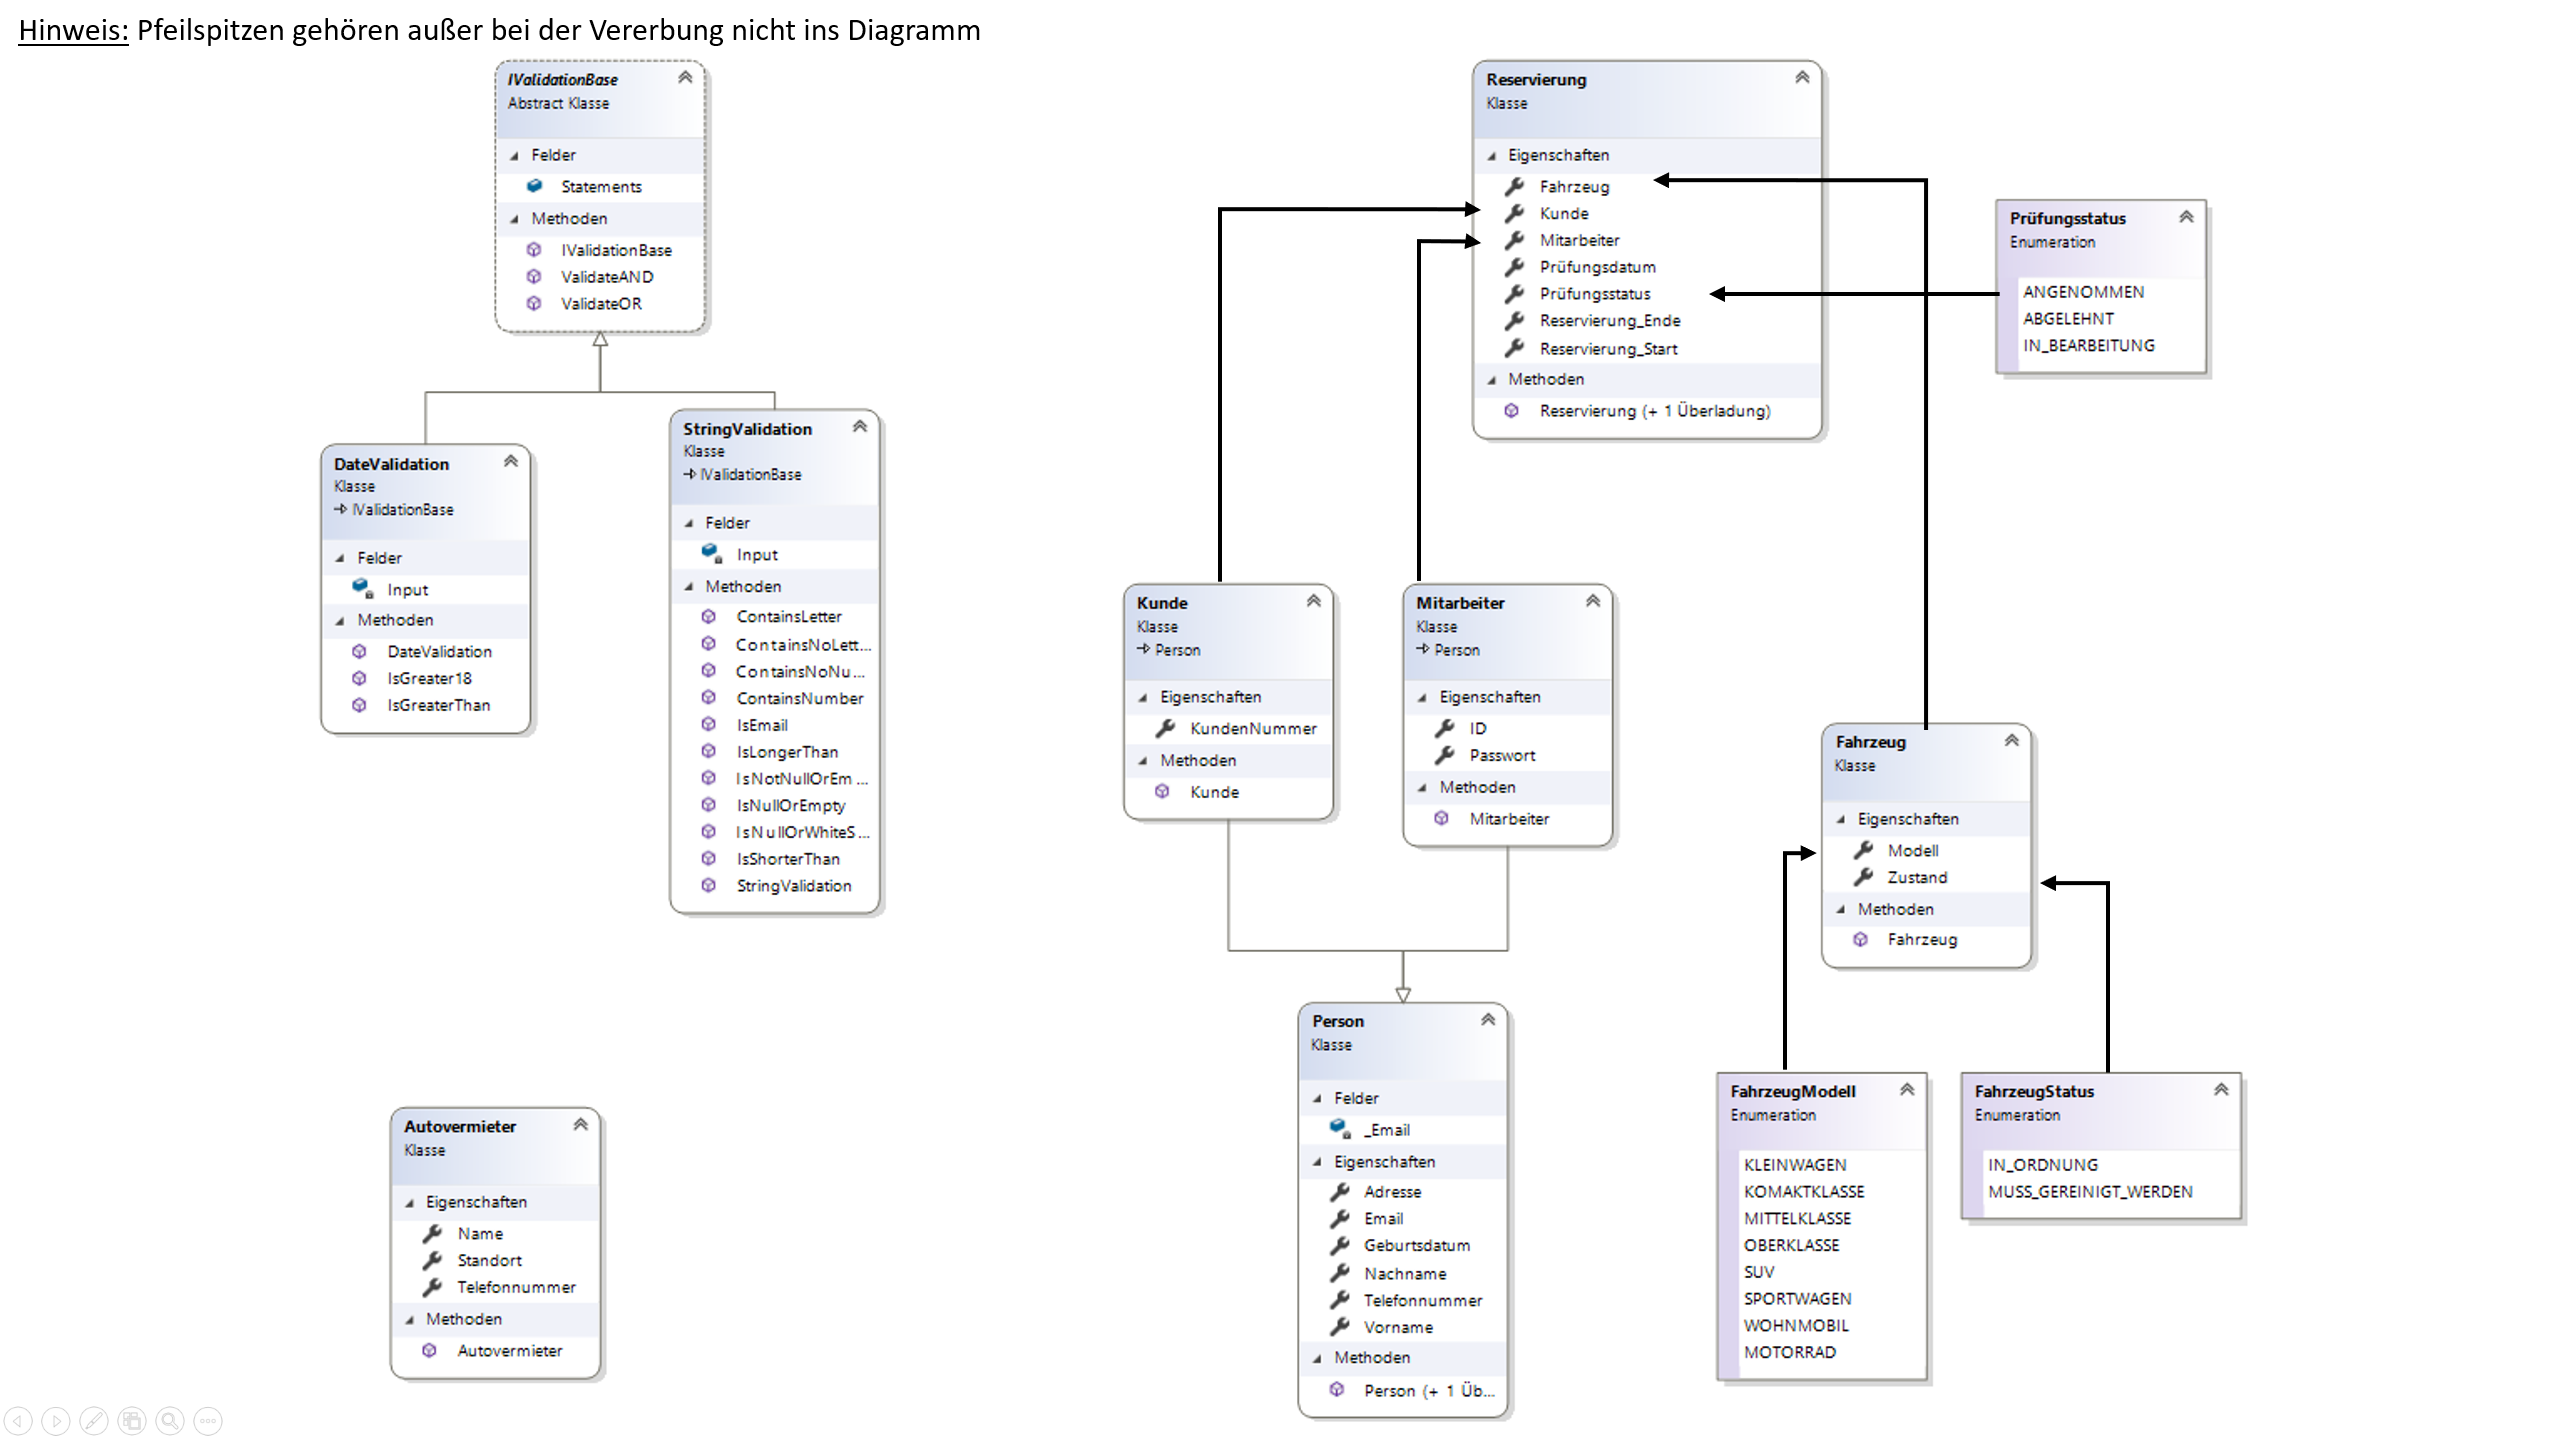 Hinweis: Pfeilspitzen gehören außer bei der Vererbung nicht ins Diagramm
IValidationBase
Abstract Klasse
Felder
Statements
Methoden
IValidationBase
ValidateAND
ValidateOR
DateValidation
Klasse
IValidationBase
Felder
Input
Methoden
DateValidation
IsGreater18
IsGreaterThan
StringValidation
Klasse
IValidationBase
Felder
Input
Methoden
ContainsLetter
ContainsNoLett...
ContainsNoNu...
ContainsNumber
IsEmail
IsLongerThan
IsNotNullOrEm...
IsNullOrEmpty
IsNullOrWhiteS...
IsShorterThan
StringValidation
Autovermieter
Klasse
Eigenschaften
Name
Standort
Telefonnummer
Methoden
Autovermieter
Reservierung
Klasse
Eigenschaften
Fahrzeug
Kunde
Mitarbeiter
Prüfungsdatum
Prüfungsstatus
Reservierung_Ende
Reservierung_Start
Methoden
Reservierung (+ 1 Überladung)
Prüfungsstatus
Enumeration
ANGENOMMEN
ABGELEHNT
IN_BEARBEITUNG
Kunde
Klasse
Person
Eigenschaften
KundenNummer
Methoden
Kunde
Mitarbeiter
Klasse
Person
Eigenschaften
ID
Passwort
Methoden
Mitarbeiter
Fahrzeug
Klasse
Eigenschaften
Modell
Zustand
Methoden
Fahrzeug
Person
Klasse
Felder
_Email
Eigenschaften
Adresse
Email
Geburtsdatum
Nachname
Telefonnummer
Vorname
Methoden
Person (+ 1 Üb...
FahrzeugModell
Enumeration
KLEINWAGEN
KOMAKTKLASSE
MITTELKLASSE
OBERKLASSE
SUV
SPORTWAGEN
WOHNMOBIL
MOTORRAD
FahrzeugStatus
Enumeration
IN_ORDNUNG
MUSS_GEREINIGT_WERDEN